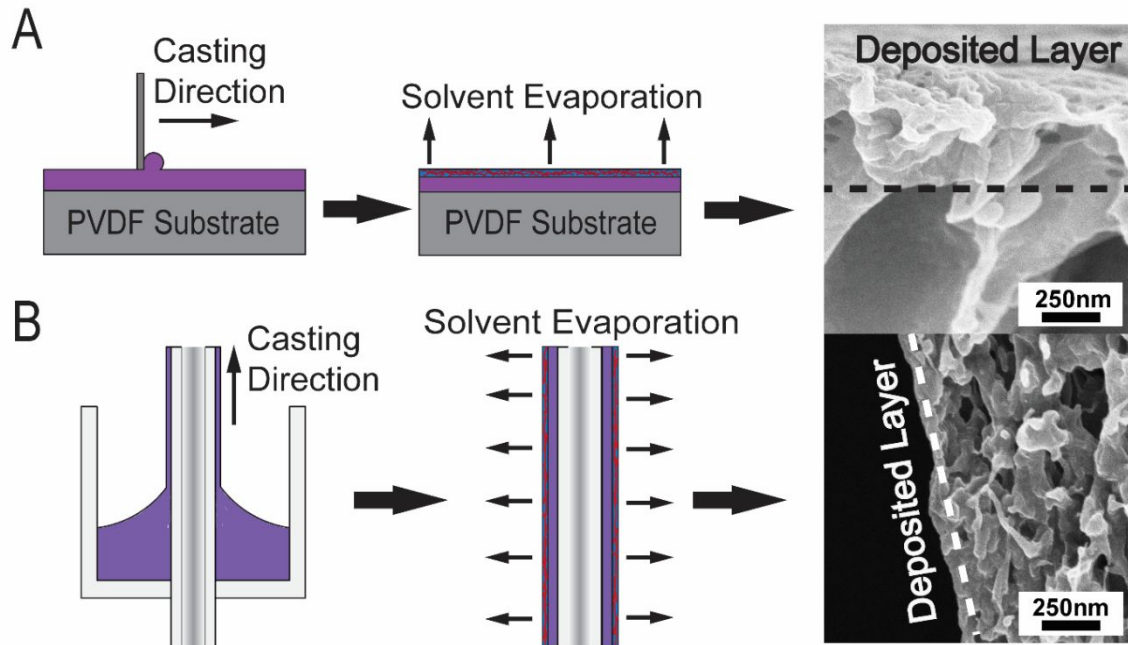 A
Casting
Direction
PVDF Substrate
Solvent Evaporation
PVDF Substrate
Deposited Layer
250nm
B
Casting
Direction
Solvent Evaporation
Deposited Layer
250nm